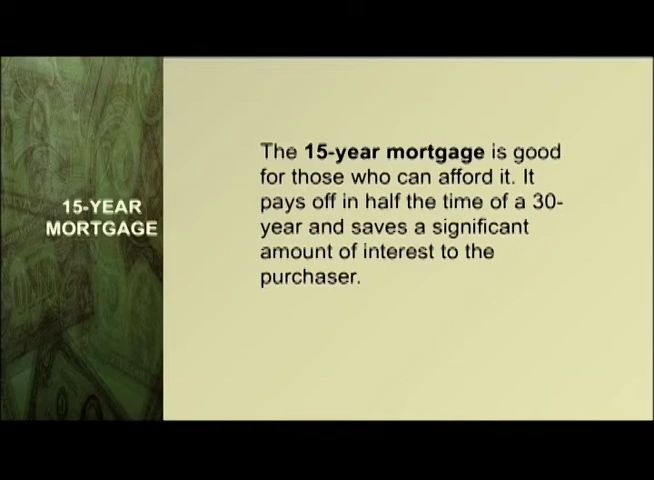 15-YEAR
MORTGAGE
The 15-year mortgage is good
for those who can afford it. It
pays off in half the time of a 30-
year and saves a significant
amount of interest to the
purchaser.